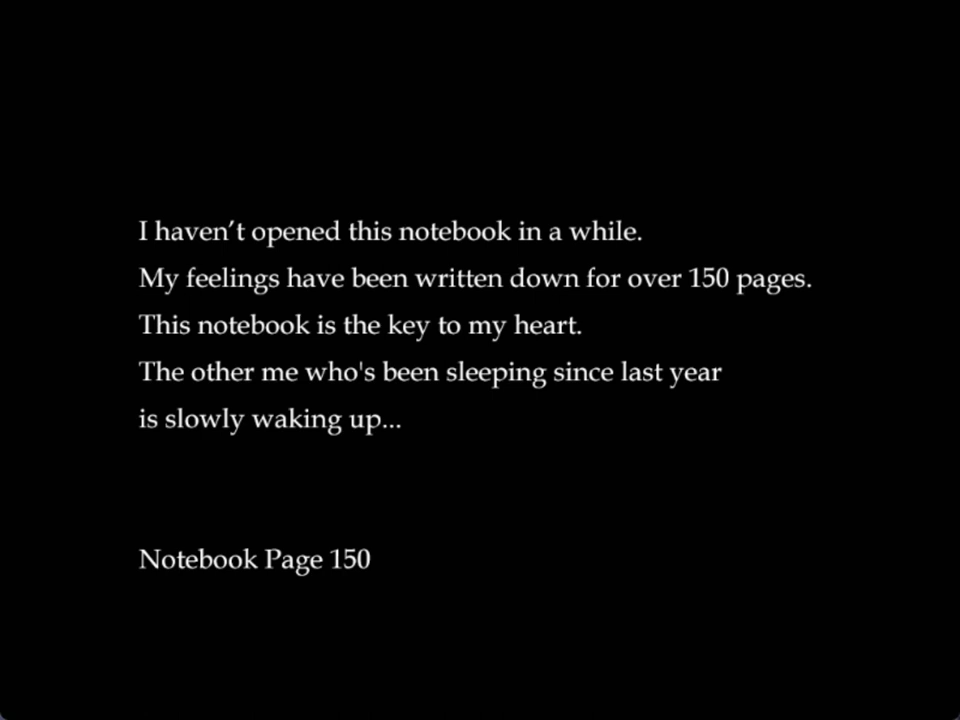 I haven’t opened this notebook in a while.
My feelings have been written down for over 150 pages.
This notebook is the key to my heart.
The other me who's been sleeping since last year
is slowly waking up...
Notebook Page 150